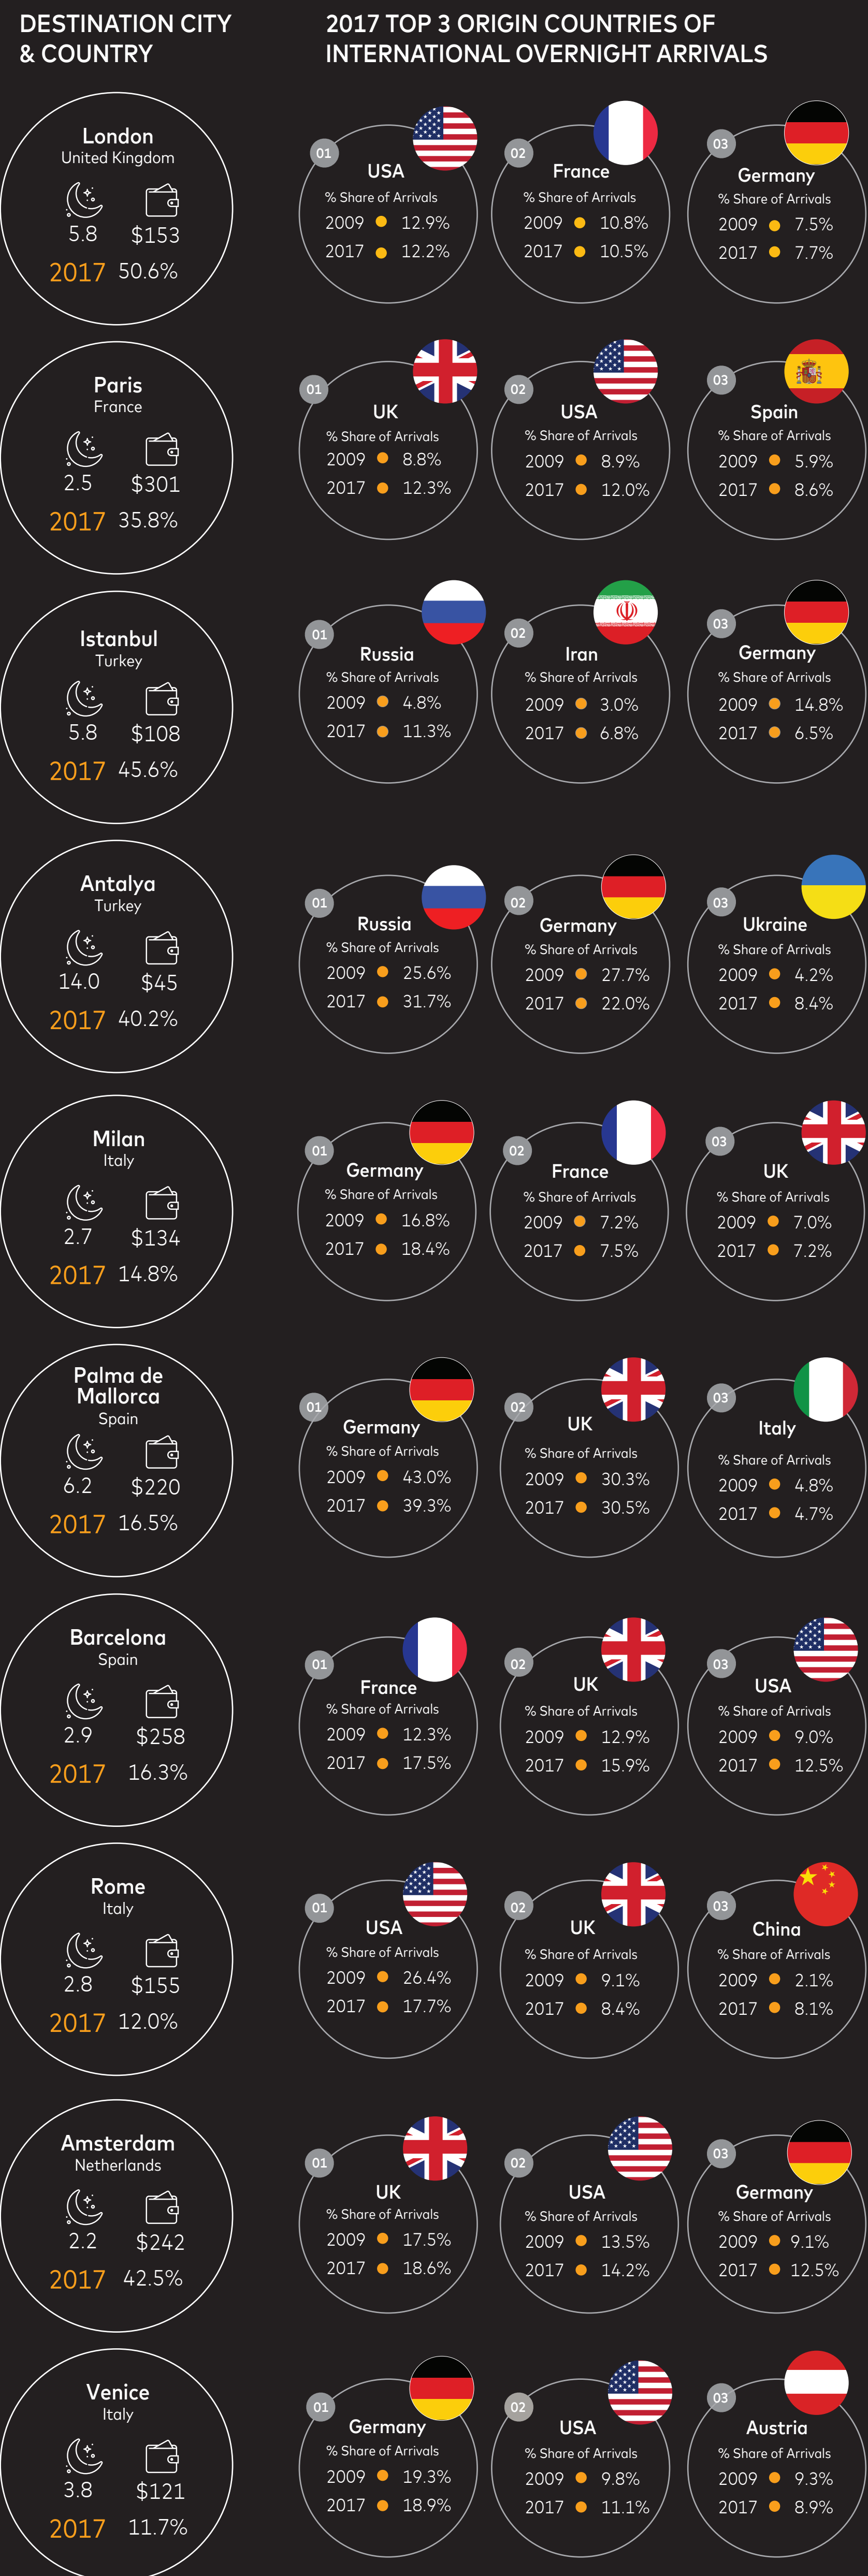 DESTINATION CITY
& COUNTRY
2017 TOP 3 ORIGIN COUNTRIES OF
INTERNATIONAL OVERNIGHT ARRIVALS
London
United Kingdom
5.8 $153
2017 50.6%
01
USA
% Share of Arrivals
2009 12.9%
2017 12.2%
02
France
% Share of Arrivals
2009 10.8%
2017 10.5%
03
Germany
% Share of Arrivals
2009 7.5%
2017 7.7%
Paris
France
2.5 $301
2017 35.8%
01
UK
% Share of Arrivals
2009 8.8%
2017 12.3%
02
USA
% Share of Arrivals
2009 8.9%
2017 12.0%
03
Spain
% Share of Arrivals
2009 5.9%
2017 8.6%
Istanbul
Turkey
5.8 $108
2017 45.6%
01
Russia
% Share of Arrivals
2009 4.8%
2017 11.3%
02
Iran
% Share of Arrivals
2009 3.0%
2017 6.8%
03
Germany
% Share of Arrivals
2009 14.8%
2017 6.5%
Antalya
Turkey
14.0 $45
2017 40.2%
01
Russia
% Share of Arrivals
2009 25.6%
2017 31.7%
02
Germany
% Share of Arrivals
2009 27.7%
2017 22.0%
03
Ukraine
% Share of Arrivals
2009 4.2%
2017 8.4%
Milan
Italy
2.7 $134
2017 14.8%
01
Germany
% Share of Arrivals
2009 16.8%
2017 18.4%
02
France
% Share of Arrivals
2009 7.2%
2017 7.5%
03
UK
% Share of Arrivals
2009 7.0%
2017 7.2%
Palma de
Mallorca
Spain
6.2 $220
2017 16.5%
01
Germany
% Share of Arrivals
2009 43.0%
2017 39.3%
02
UK
% Share of Arrivals
2009 30.3%
2017 30.5%
03
Italy
% Share of Arrivals
2009 4.8%
2017 4.7%
Barcelona
Spain
2.9 $258
2017 16.3%
01
France
% Share of Arrivals
2009 12.3%
2017 17.5%
02
UK
% Share of Arrivals
2009 12.9%
2017 15.9%
03
USA
% Share of Arrivals
2009 9.0%
2017 12.5%
Rome
Italy
2.8 $155
2017 12.0%
01
USA
% Share of Arrivals
2009 26.4%
2017 17.7%
02
UK
% Share of Arrivals
2009 9.1%
2017 8.4%
03
China
% Share of Arrivals
2009 2.1%
2017 8.1%
Amsterdam
Netherlands
2.2 $242
2017 42.5%
01
UK
% Share of Arrivals
2009 17.5%
2017 18.6%
02
USA
% Share of Arrivals
2009 13.5%
2017 14.2%
03
Germany
% Share of Arrivals
2009 9.1%
2017 12.5%
Venice
Italy
3.8 $121
2017 11.7%
01
Germany
% Share of Arrivals
2009 19.3%
2017 18.9%
02
USA
% Share of Arrivals
2009 9.8%
2017 11.1%
03
Austria
% Share of Arrivals
2009 9.3%
2017 8.9%